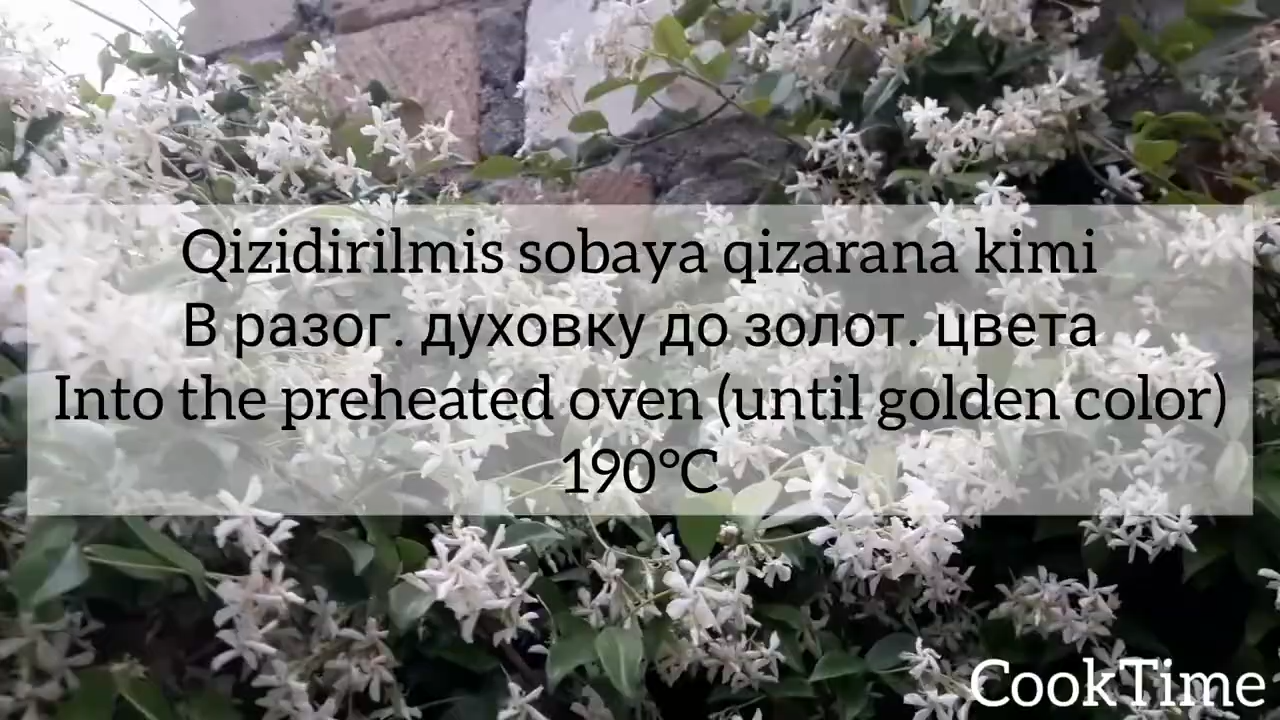 Qizidirilmis sobaya qizarana kimi
В разог. духовку до золот. цвета
Into the preheated oven (until golden color)
190°C
CookTime